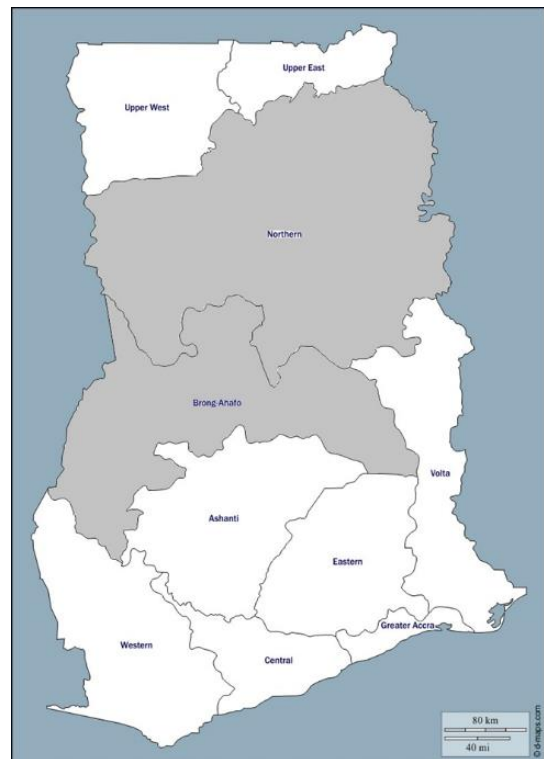 Upper East
Upper West
Northern
Brong-Ahafo
Volta
Ashanti
Eastern
Greater Accra
Western
Central
80 km
40 mi
© d-maps.com